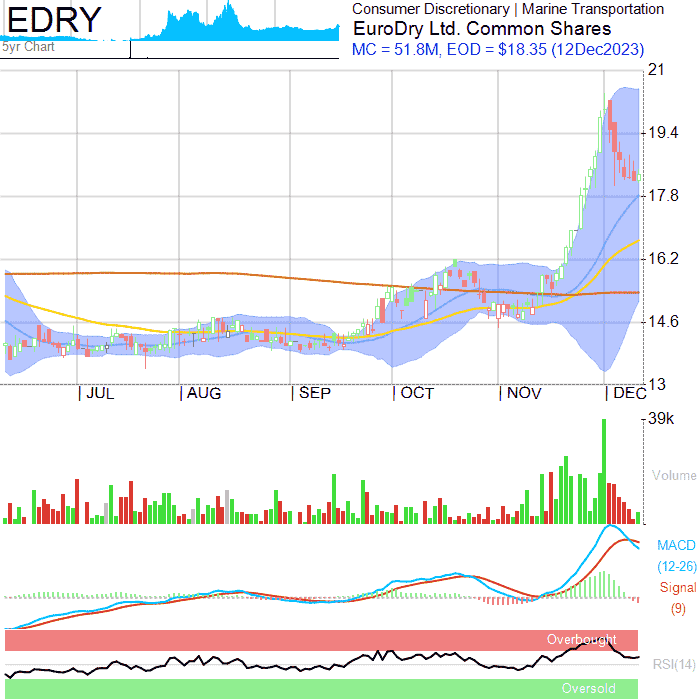 EDRY
5yr Chart
Consumer Discretionary | Marine Transportation
EuroDry Ltd. Common Shares
MC = 51.8M, EOD = $18.35 (12Dec2023)
21
19.4
17.8
16.2
14.6
13
JUL AUG SEP OCT NOV DEC
39k
Volume
MACD
(12-26)
Signal
(9)
Overbought
RSI(14)
Oversold